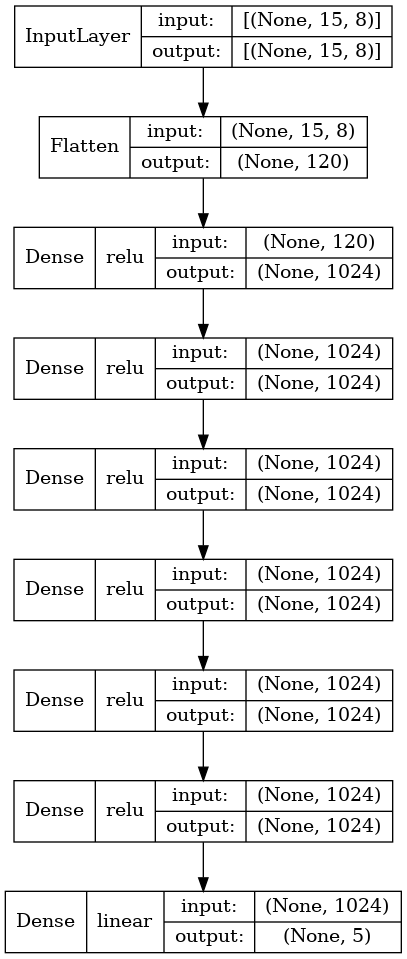 InputLayer input: [(None, 15, 8)]
output: [(None, 15, 8)]
Flatten input: (None, 15, 8)
output: (None, 120)
Dense relu input: (None, 120)
output: (None, 1024)
Dense relu input: (None, 1024)
output: (None, 1024)
Dense relu input: (None, 1024)
output: (None, 1024)
Dense relu input: (None, 1024)
output: (None, 1024)
Dense relu input: (None, 1024)
output: (None, 1024)
Dense relu input: (None, 1024)
output: (None, 1024)
Dense linear input: (None, 1024)
output: (None, 5)